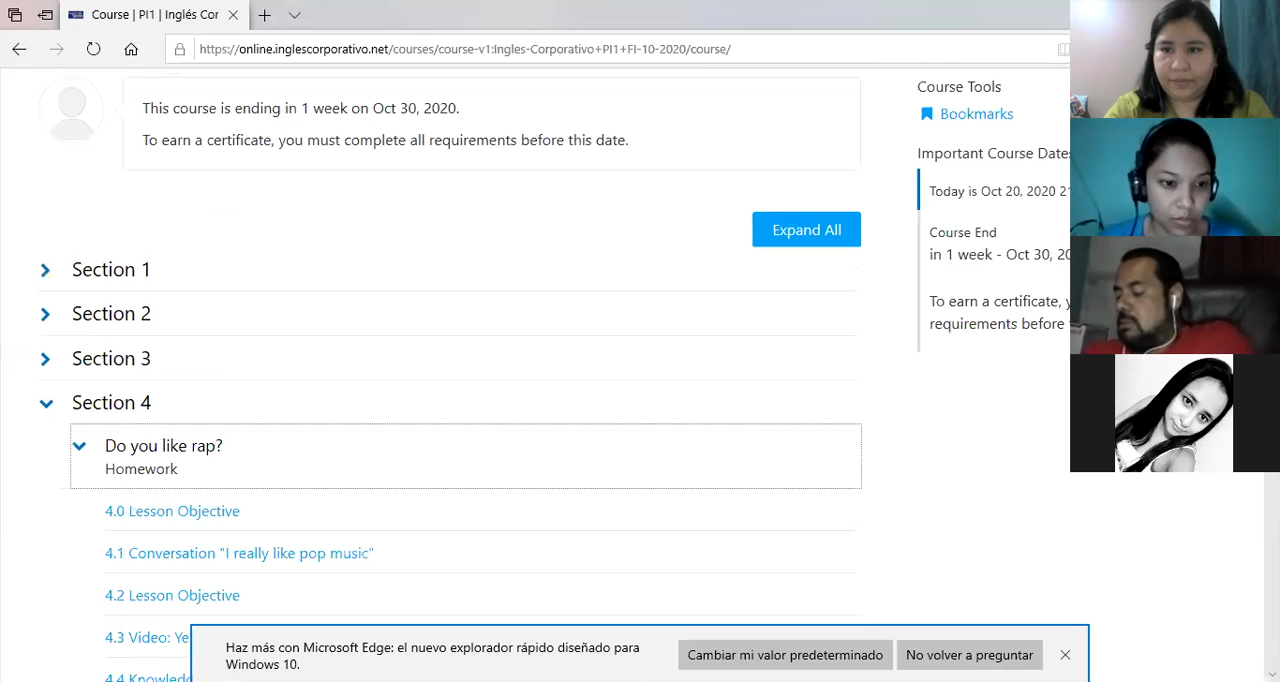 Course | PI1 | Inglés Cor
https://online.inglescorporativo.net/courses/course-v1:Ingles-Corporativo+PI1+FI-10-2020/course/
This course is ending in 1 week on Oct 30, 2020.
To earn a certificate, you must complete all requirements before this date.
Expand All
Section 1
Section 2
Section 3
Section 4
Do you like rap?
Homework
4.0 Lesson Objective
4.1 Conversation "I really like pop music"
4.2 Lesson Objective
4.3 Video: Ye
4.4 Knowledg
Course Tools
Bookmarks
Important Course Dates
Today is Oct 20, 2020 21
Course End
in 1 week - Oct 30, 20
To earn a certificate, y
requirements before
Haz más con Microsoft Edge: el nuevo explorador rápido diseñado para
Windows 10.
Cambiar mi valor predeterminado
No volver a preguntar